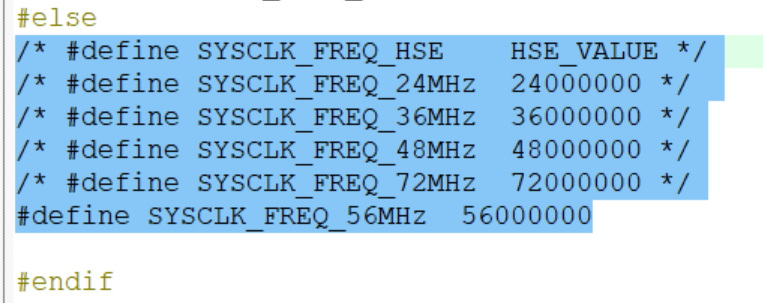 #else
/* #define SYSCLK_FREQ_HSE    HSE_VALUE */
/* #define SYSCLK_FREQ_24MHz  24000000 */
/* #define SYSCLK_FREQ_36MHz  36000000 */
/* #define SYSCLK_FREQ_48MHz  48000000 */
/* #define SYSCLK_FREQ_72MHz  72000000 */
#define SYSCLK_FREQ_56MHz  56000000
#endif